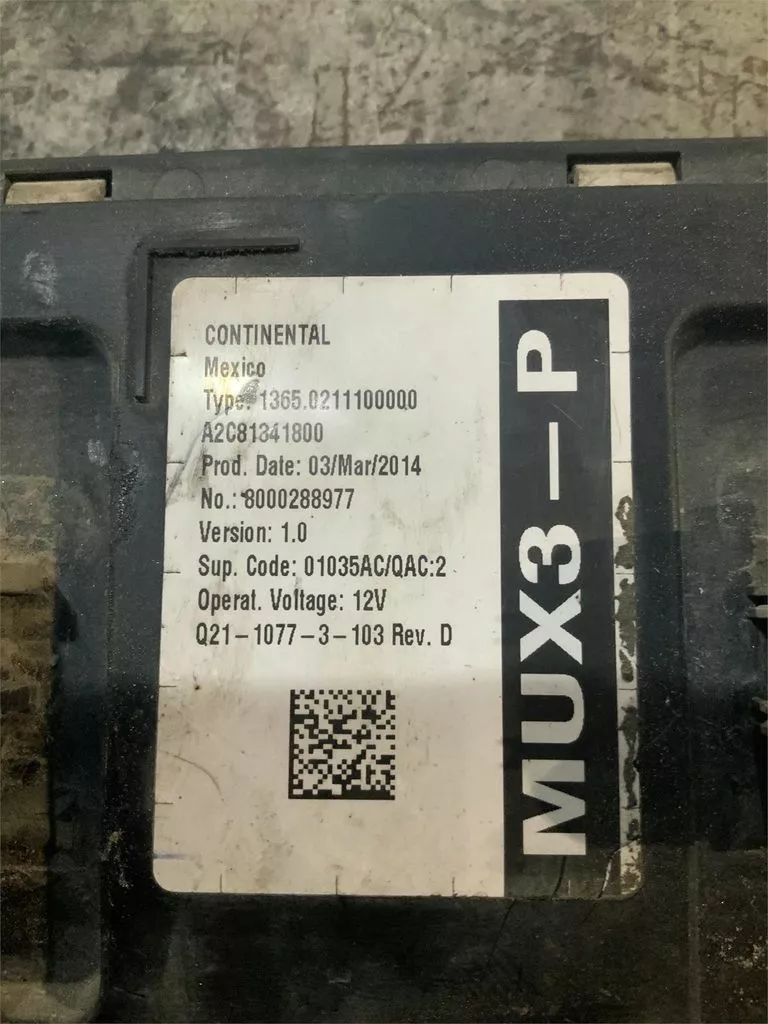 CONTINENTAL
Mexico
Type: 1365.0211100000
A2C81341800
Prod. Date: 03/Mar/2014
No.: 8000288977
Version: 1.0
Sup. Code: 01035AC/QAC:2
Operat. Voltage: 12V
Q21-1077-3-103 Rev. D
MUX3-P